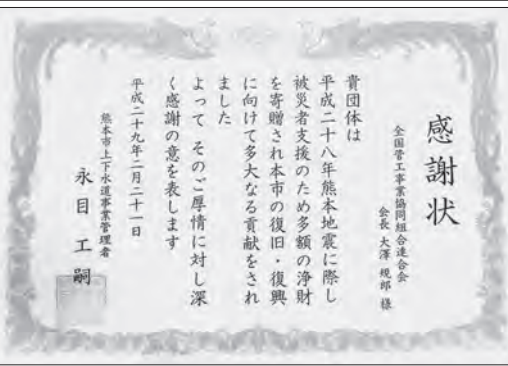 感謝状
全国管工事業協同組合連合会
会長 大澤 規郎 様
貴団体は
平成二十八年熊本地震に際し
被災者支援のため多額の浄財
を寄贈され本市の復旧・復興
に向けて多大なる貢献をされ
ました
よって そのご厚情に対し深
く感謝の意を表します
平成二十九年二月二十一日
熊本市上下水道事業管理者
永目 工嗣